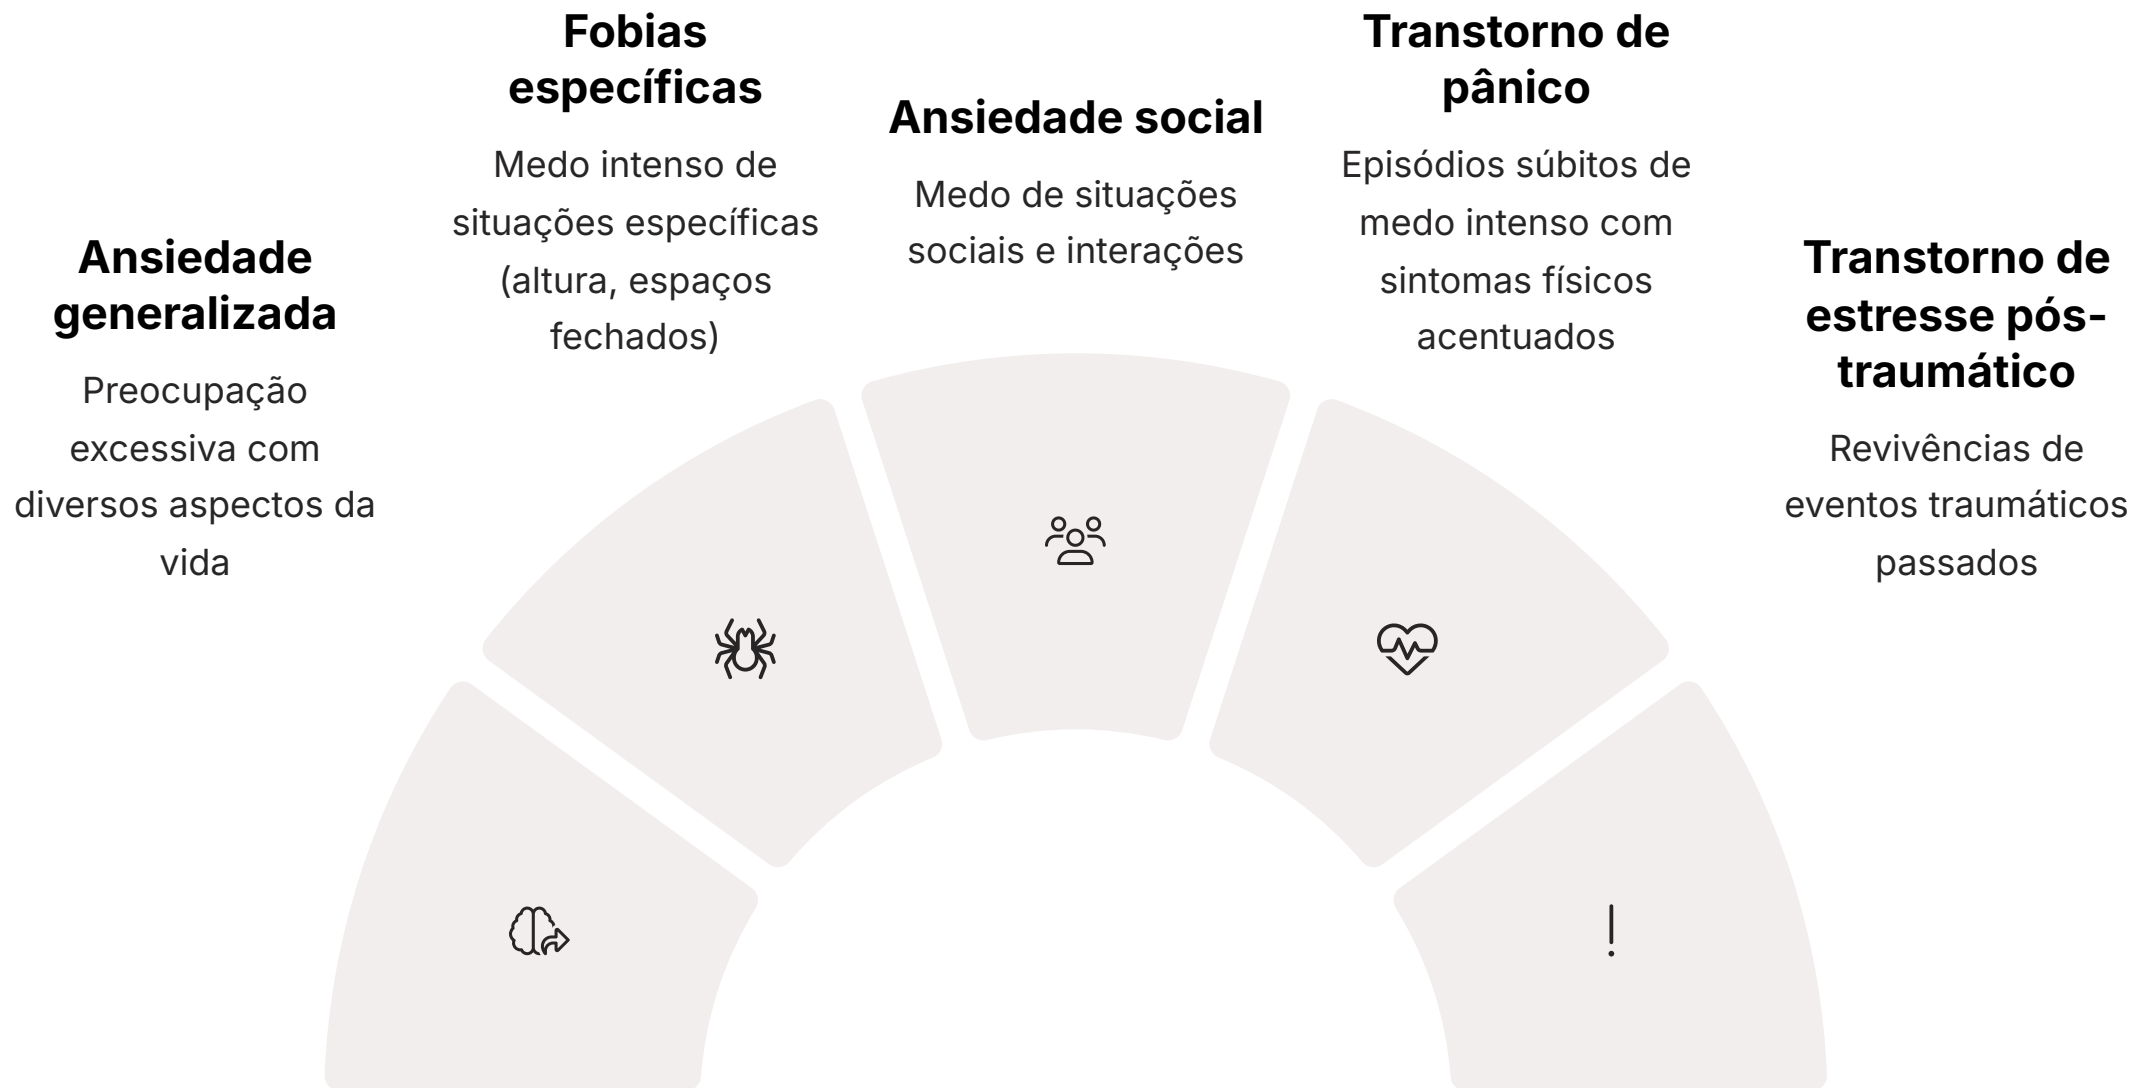 Ansiedade
generalizada
Preocupação
excessiva com
diversos aspectos da
vida
Fobias
específicas
Medo intenso de
situações específicas
(altura, espaços
fechados)
Ansiedade social
Medo de situações
sociais e interações
Transtorno de
pânico
Episódios súbitos de
medo intenso com
sintomas físicos
acentuados
Transtorno de
estresse pós-
traumático
Revivências de
eventos traumáticos
passados